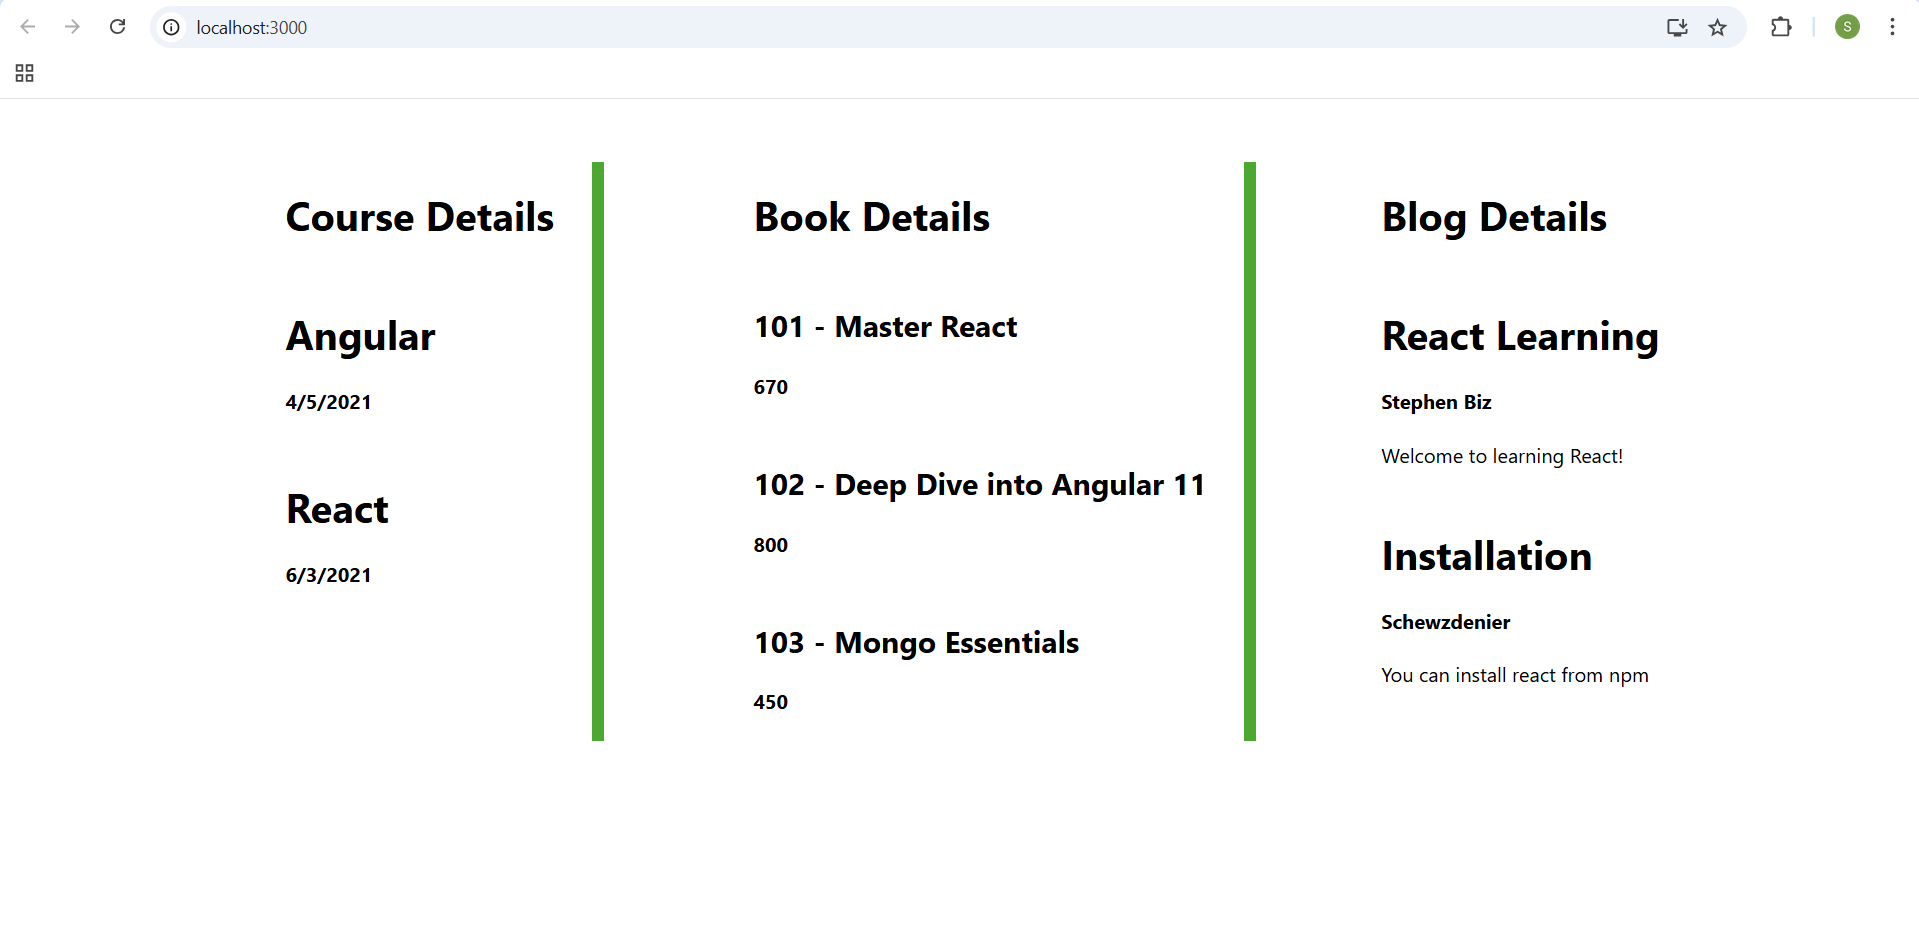 localhost:3000
S
Course Details
Angular
4/5/2021
React
6/3/2021
Book Details
101 - Master React
670
102 - Deep Dive into Angular 11
800
103 - Mongo Essentials
450
Blog Details
React Learning
Stephen Biz
Welcome to learning React!
Installation
Schewzdenier
You can install react from npm